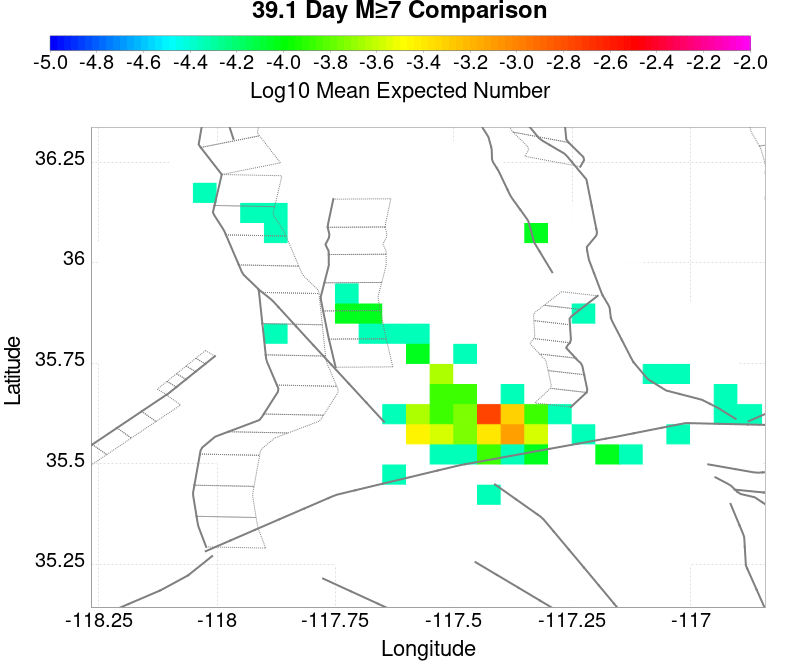 39.1 Day M≥7 Comparison
-5.0 -4.8 -4.6 -4.4 -4.2 -4.0 -3.8 -3.6 -3.4 -3.2 -3.0 -2.8 -2.6 -2.4 -2.2 -2.0
Log10 Mean Expected Number
36.25
36
35.75
35.5
35.25
Latitude
-118.25 -118 -117.75 -117.5 -117.25 -117
Longitude